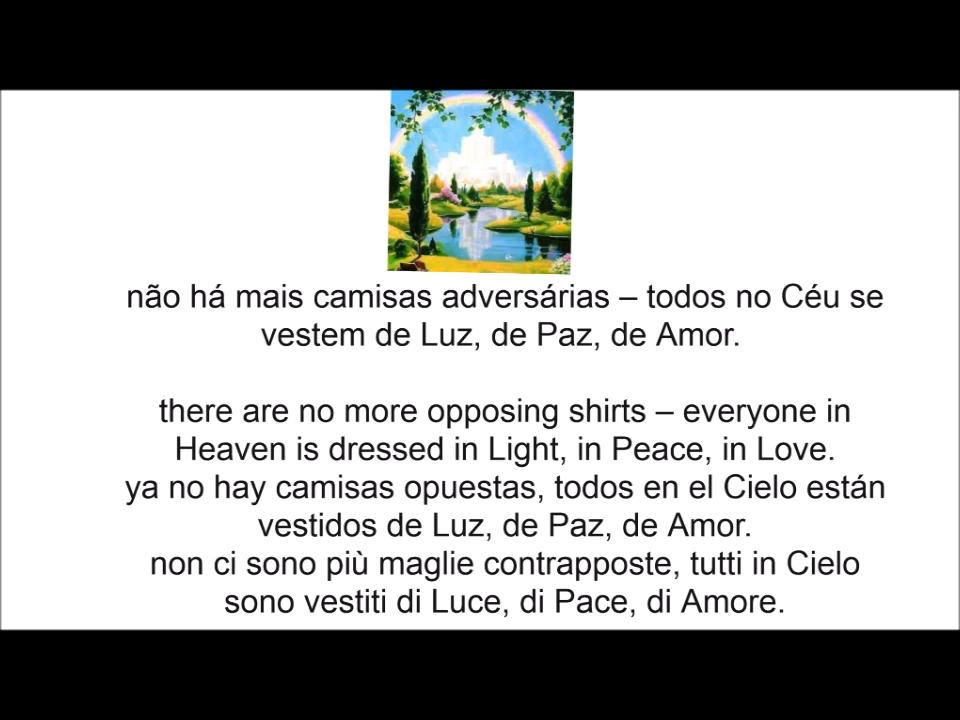 não há mais camisas adversárias – todos no Céu se
vestem de Luz, de Paz, de Amor.
there are no more opposing shirts – everyone in
Heaven is dressed in Light, in Peace, in Love.
ya no hay camisas opuestas, todos en el Cielo están
vestidos de Luz, de Paz, de Amor.
non ci sono più maglie contrapposte, tutti in Cielo
sono vestiti di Luce, di Pace, di Amore.